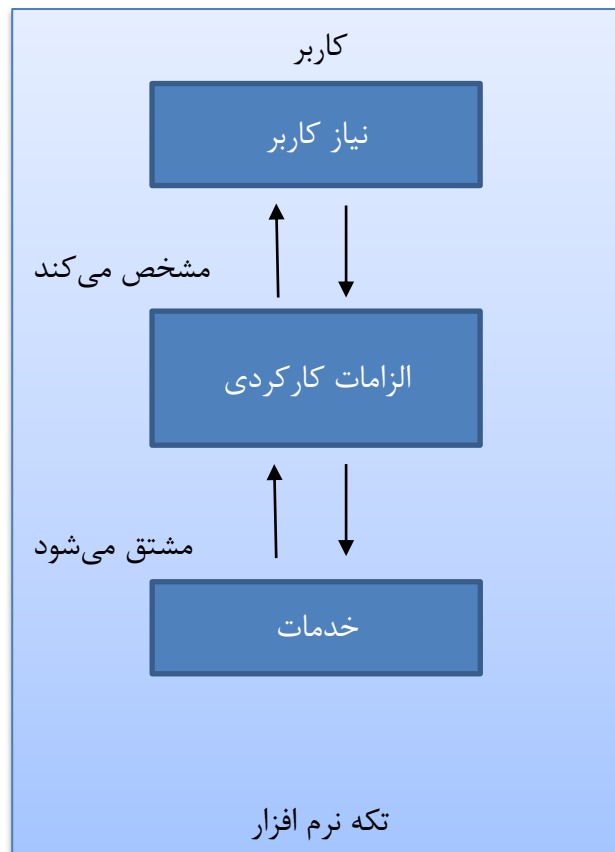 کاربر
نیاز کاربر
مشخص می‌کند
الزامات کارکردی
مشتق می‌شود
خدمات
تکه نرم افزار